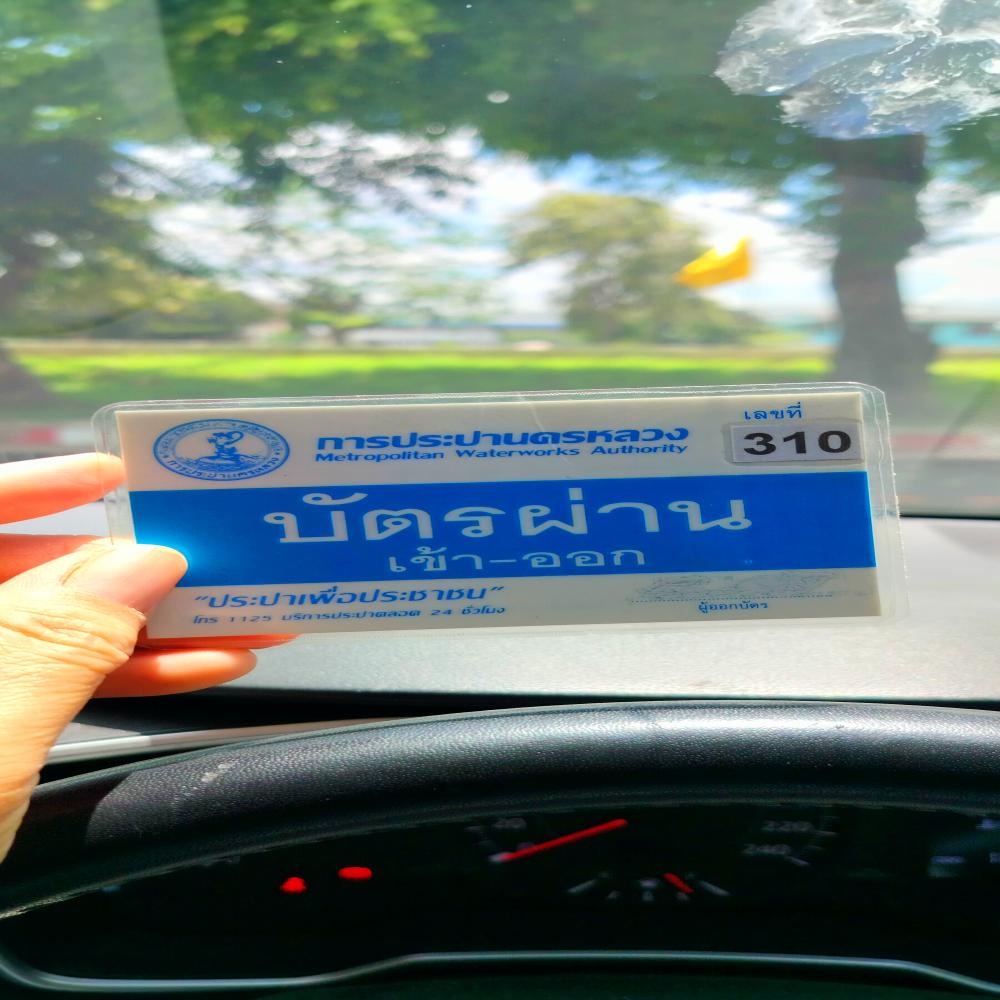 เลขที่
การประปานครหลวง 310
Metropolitan Waterworks Authority
บัตรผ่าน
เข้า-ออก
"ประปาเพื่อประชาชน"
โทร 1125 บริการประปาตลอด 24 ชั่วโมง
ผู้ออกบัตร
220
240